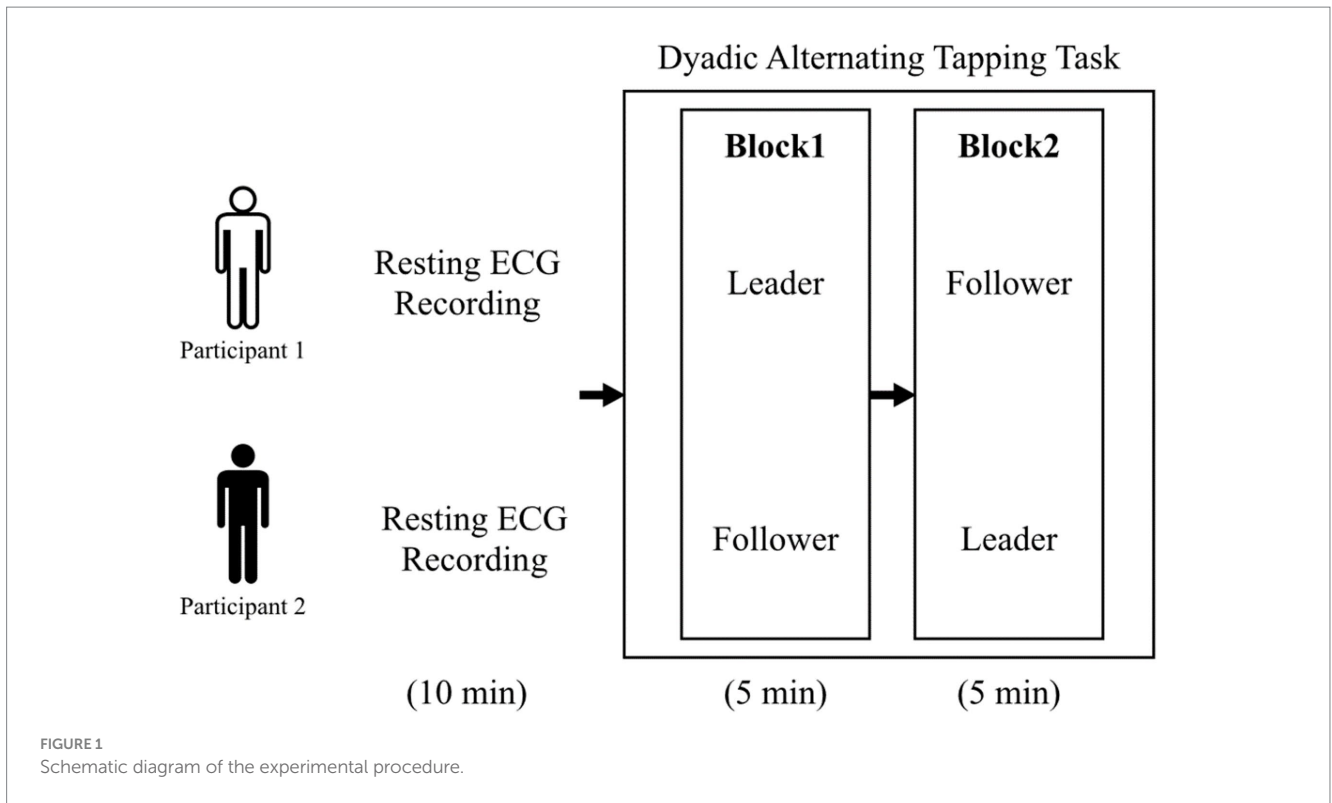 Dyadic Alternating Tapping Task
Block1
Block2
Participant 1
Resting ECG
Recording
Leader
Follower
Participant 2
Resting ECG
Recording
Follower
Leader
(10 min)
(5 min)
(5 min)
FIGURE 1
Schematic diagram of the experimental procedure.